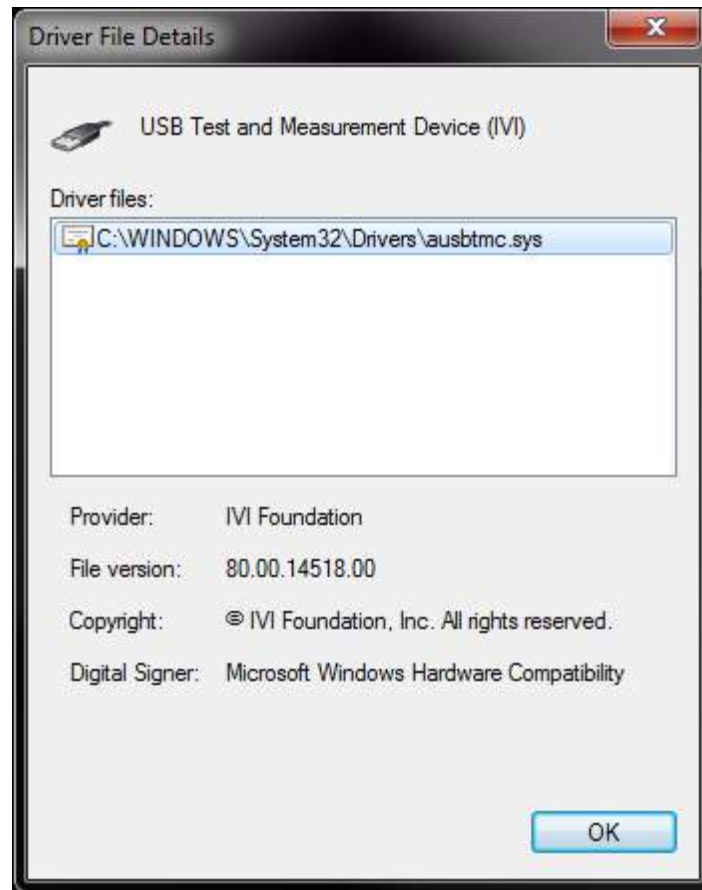 Driver File Details
USB Test and Measurement Device (IVI)
Driver files:
C:\WINDOWS\System32\Drivers\ausbtmc.sys
Provider: IVI Foundation
File version: 80.00.14518.00
Copyright: © IVI Foundation, Inc. All rights reserved.
Digital Signer: Microsoft Windows Hardware Compatibility
OK